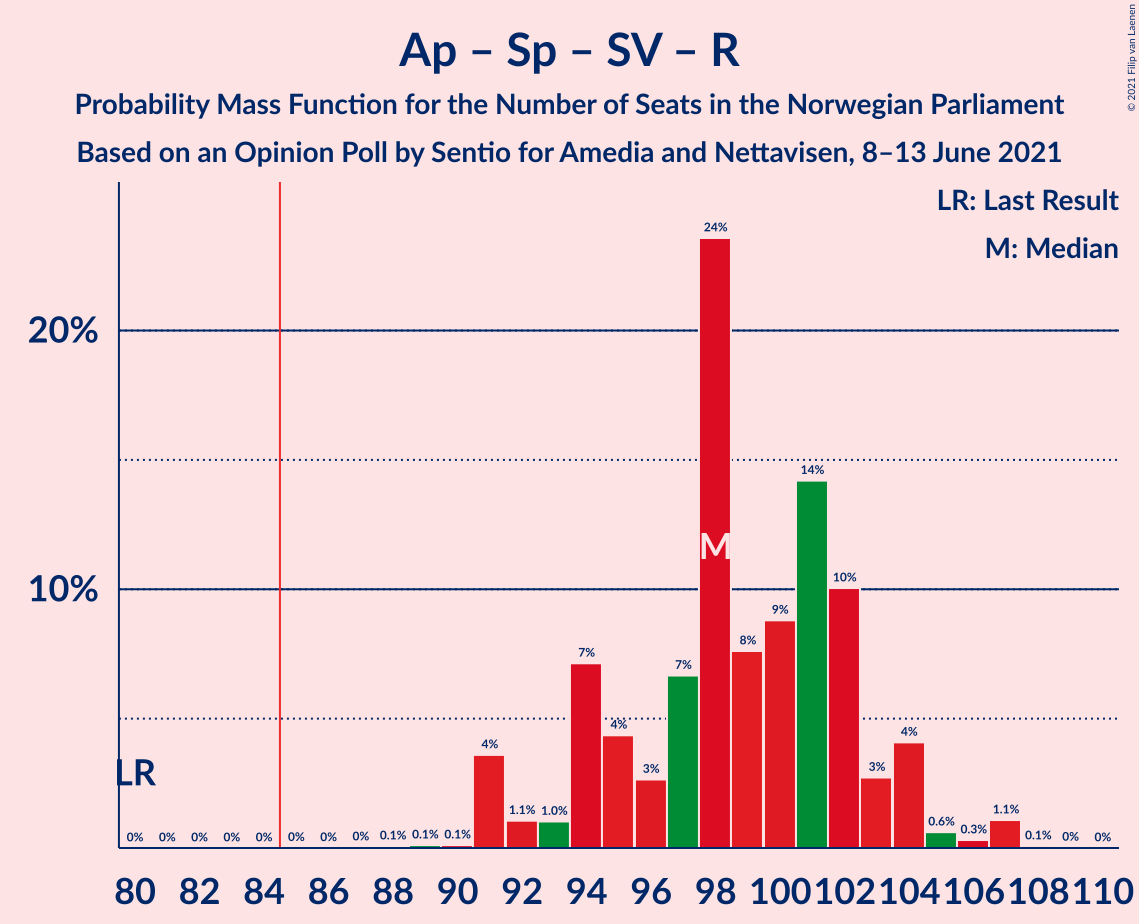 Ap – Sp – SV – R
Probability Mass Function for the Number of Seats in the Norwegian Parliament
Based on an Opinion Poll by Sentio for Amedia and Nettavisen, 8–13 June 2021
© 2021 Filip van Laenen
LR: Last Result
M: Median
24%
20%
14%
M
10%
10%
9%
8%
7%
7%
4%
4%
4%
3%
3%
LR
0% 0% 0% 0% 0% 0% 0% 0% 0.1% 0.1% 0.1% 1.1% 1.0% 0.6% 0.3% 1.1% 0.1% 0% 0%
80 82 84 86 88 90 92 94 96 98 100 102 104 106 108 110